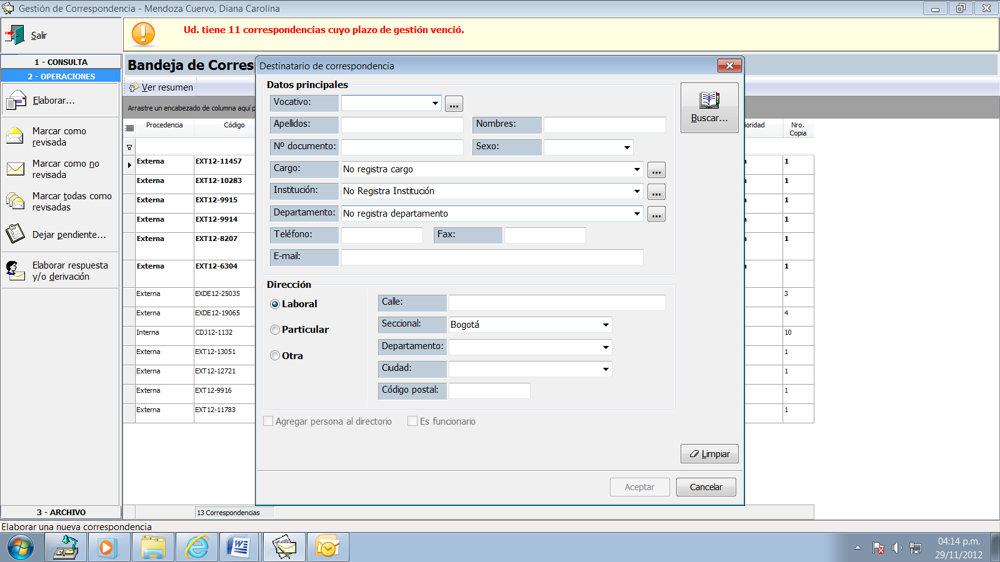 Gestión de Correspondencia - Mendoza Cuervo, Diana Carolina
Salir
Ud. tiene 11 correspondencias cuyo plazo de gestión venció.
1 - CONSULTA
2 - OPERACIONES
Elaborar...
Marcar como
revisada
Marcar como no
revisada
Marcar todas como
revisadas
Dejar pendiente...
Elaborar respuesta
y/o derivación
3 - ARCHIVO
Bandeja de Corres
Ver resumen
Arrastre un encabezado de columna aquí p
Procedencia Código
ioridad Nro.
Copia
Externa EXT12-11457 1
Externa EXT12-10283 1
Externa EXT12-9915 1
Externa EXT12-9914 1
Externa EXT12-8207 1
Externa EXT12-6304 1
Externa EXDE12-25035 3
Externa EXDE12-19065 4
Interna CDJ12-1132 10
Externa EXT12-13051 1
Externa EXT12-12721 1
Externa EXT12-9916 1
Externa EXT12-11783 1
13 Correspondencias
Destinatario de correspondencia
Datos principales
Vocativo: ...
Apellidos: Nombres:
Nº documento: Sexo:
Cargo: No registra cargo ...
Institución: No Registra Institución ...
Departamento: No registra departamento ...
Teléfono: Fax:
E-mail:
Buscar...
Dirección
Laboral
Particular
Otra
Calle:
Seccional: Bogotá
Departamento:
Ciudad:
Código postal:
Agregar persona al directorio Es funcionario
Limpiar
Aceptar Cancelar
Elaborar una nueva correspondencia
04:14 p.m.
29/11/2012